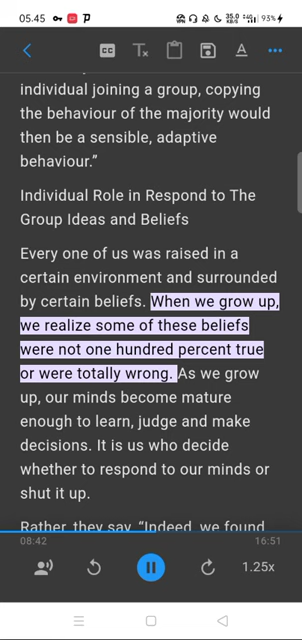 05.45
35.0 KB/S
93%
individual joining a group, copying
the behaviour of the majority would
then be a sensible, adaptive
behaviour.”
Individual Role in Respond to The
Group Ideas and Beliefs
Every one of us was raised in a
certain environment and surrounded
by certain beliefs. When we grow up,
we realize some of these beliefs
were not one hundred percent true
or were totally wrong. As we grow
up, our minds become mature
enough to learn, judge and make
decisions. It is us who decide
whether to respond to our minds or
shut it up.
Rather, they say, “Indeed, we found
08:42
16:51
1.25x